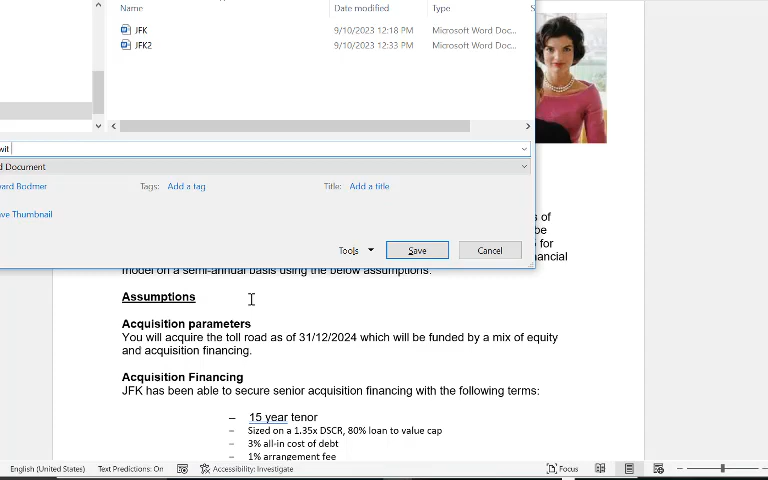 Name Date modified Type S
JFK 9/10/2023 12:18 PM Microsoft Word Doc...
JFK2 9/10/2023 12:33 PM Microsoft Word Doc...
wit
d Document
vard Bodmer Tags: Add a tag Title: Add a title
ve Thumbnail
s of
be
for
Tools Save Cancel
ancial
model on a semi-annual basis using the below assumptions.
Assumptions
Acquisition parameters
You will acquire the toll road as of 31/12/2024 which will be funded by a mix of equity
and acquisition financing.
Acquisition Financing
JFK has been able to secure senior acquisition financing with the following terms:
– 15 year tenor
– Sized on a 1.35x DSCR, 80% loan to value cap
– 3% all-in cost of debt
– 1% arrangement fee
English (United States) Text Predictions: On Accessibility: Investigate Focus